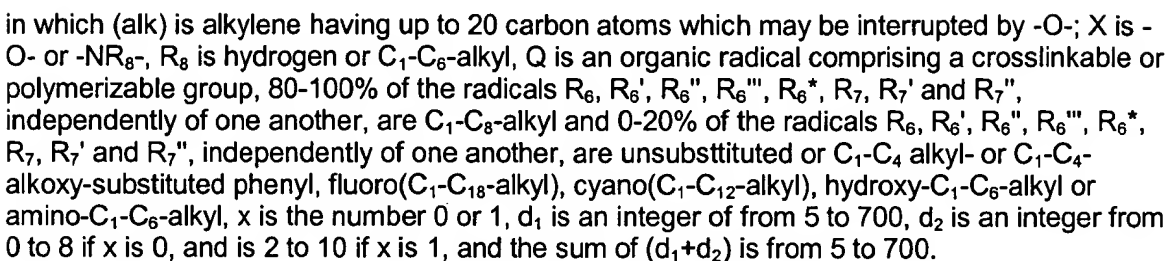 in which (alk) is alkylene having up to 20 carbon atoms which may be interrupted by -O-; X is -
O- or -NR₈-, R₈ is hydrogen or C₁-C₆-alkyl, Q is an organic radical comprising a crosslinkable or
polymerizable group, 80-100% of the radicals R₆, R₆', R₆", R₆"', R₆*, R₇, R₇' and R₇",
independently of one another, are C₁-C₈-alkyl and 0-20% of the radicals R₆, R₆', R₆", R₆"', R₆*,
R₇, R₇' and R₇", independently of one another, are unsubsttituted or C₁-C₄ alkyl- or C₁-C₄-
alkoxy-substituted phenyl, fluoro(C₁-C₁₈-alkyl), cyano(C₁-C₁₂-alkyl), hydroxy-C₁-C₆-alkyl or
amino-C₁-C₆-alkyl, x is the number 0 or 1, d₁ is an integer of from 5 to 700, d₂ is an integer from
0 to 8 if x is 0, and is 2 to 10 if x is 1, and the sum of (d₁+d₂) is from 5 to 700.